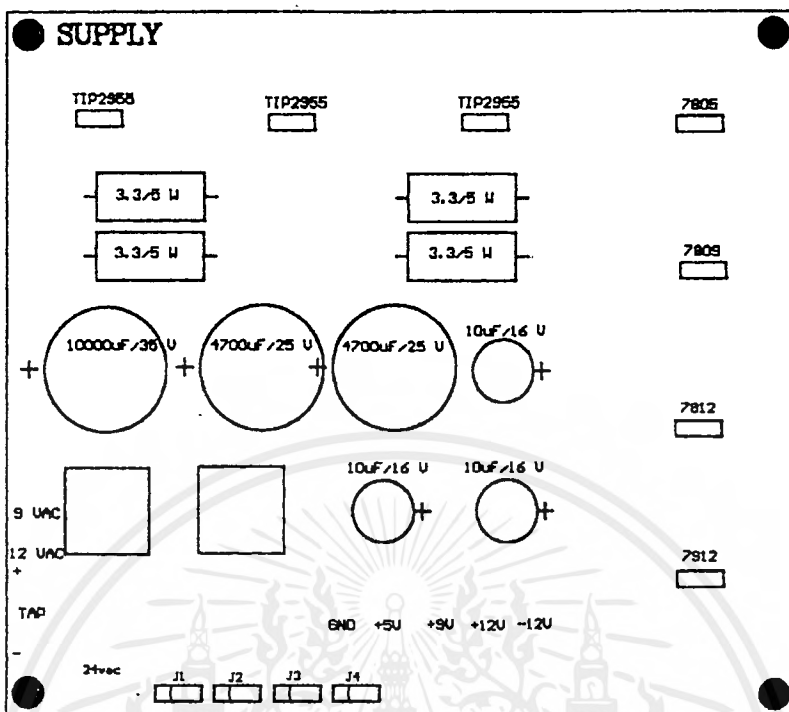 SUPPLY
TIP2955 TIP2955 TIP2955 7805
3.3/5 W 3.3/5 W
3.3/5 W 3.3/5 W
7809
10000uF/35 V 4700uF/25 V 4700uF/25 V 10uF/16 V
+ + + +
7812
10uF/16 V 10uF/16 V
9 VAC + +
12 VAC
+
7912
TAP
GND +5V +9V +12V -12V
-
24vac J1 J2 J3 J4